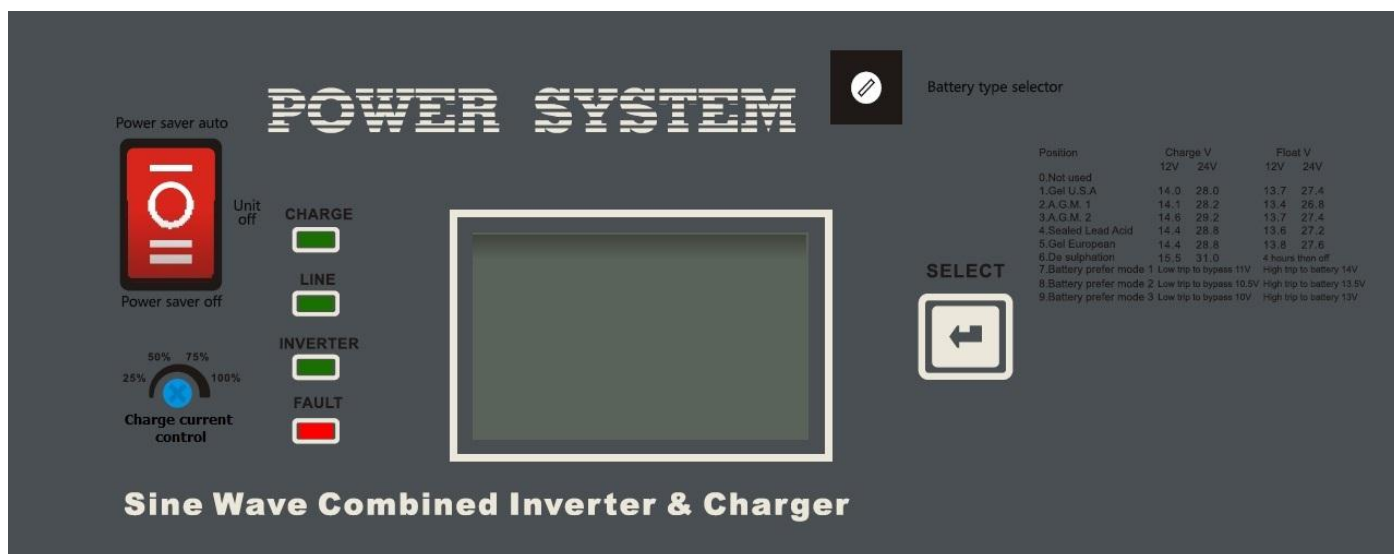 POWER SYSTEM
Battery type selector
Power saver auto
Unit
off
Power saver off
50% 75%
25% 100%
Charge current
control
CHARGE
LINE
INVERTER
FAULT
SELECT
Position Charge V Float V
12V 24V 12V 24V
0.Not used
1.Gel U.S.A 14.0 28.0 13.7 27.4
2.A.G.M. 1 14.1 28.2 13.4 26.8
3.A.G.M. 2 14.6 29.2 13.7 27.4
4.Sealed Lead Acid 14.4 28.8 13.6 27.2
5.Gel European 14.4 28.8 13.8 27.6
6.De sulphation 15.5 31.0 4 hours then off
7.Battery prefer mode 1 Low trip to bypass 11V High trip to battery 14V
8.Battery prefer mode 2 Low trip to bypass 10.5V High trip to battery 13.5V
9.Battery prefer mode 3 Low trip to bypass 10V High trip to battery 13V
Sine Wave Combined Inverter & Charger